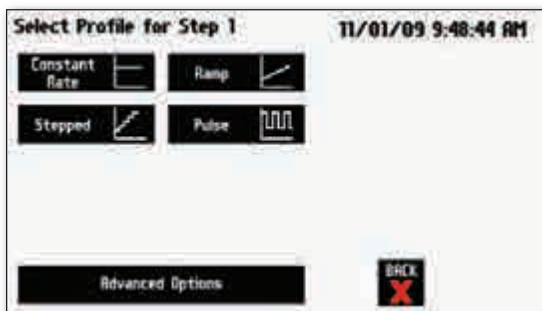 Select Profile for Step 1
11/01/09 9:48:44 AM
Constant
Rate
Ramp
Stepped
Pulse
Advanced Options
BACK
X